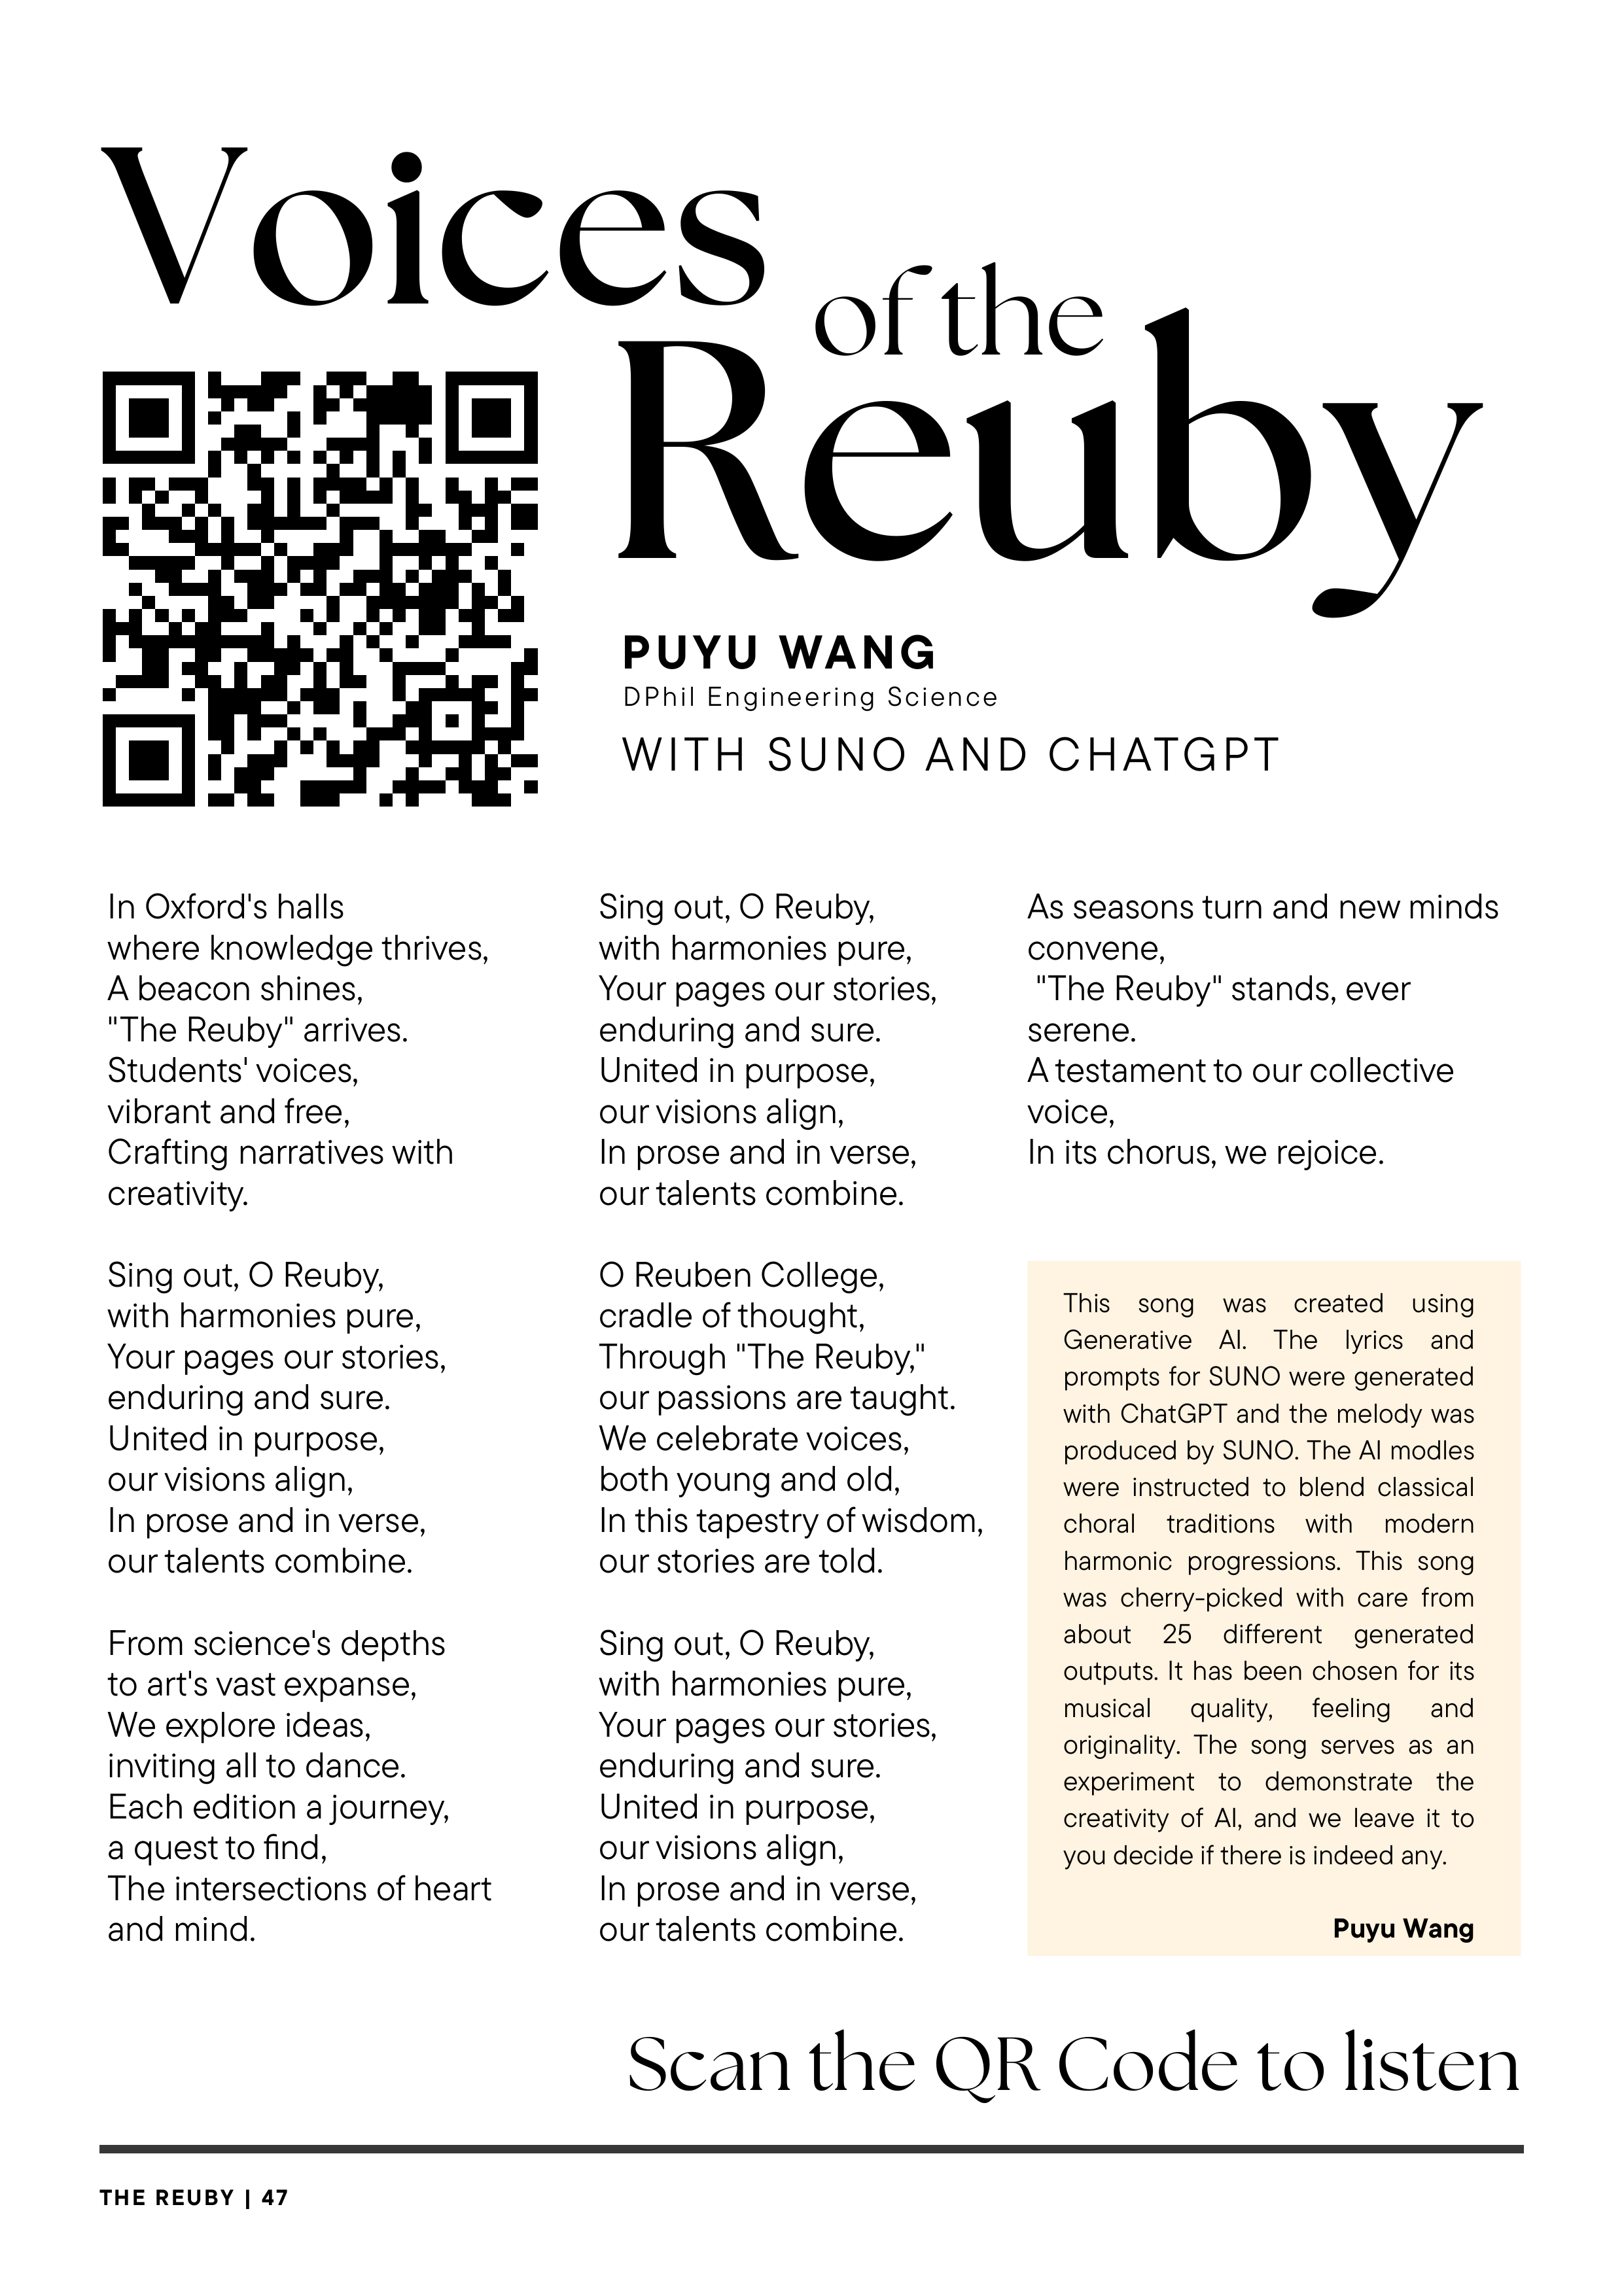 Voices
of the
Reuby
PUYU WANG
DPhil Engineering Science
WITH SUNO AND CHATGPT
In Oxford's halls
where knowledge thrives,
A beacon shines,
"The Reuby" arrives.
Students' voices,
vibrant and free,
Crafting narratives with
creativity.
Sing out, O Reuby,
with harmonies pure,
Your pages our stories,
enduring and sure.
United in purpose,
our visions align,
In prose and in verse,
our talents combine.
From science's depths
to art's vast expanse,
We explore ideas,
inviting all to dance.
Each edition a journey,
a quest to find,
The intersections of heart
and mind.
Sing out, O Reuby,
with harmonies pure,
Your pages our stories,
enduring and sure.
United in purpose,
our visions align,
In prose and in verse,
our talents combine.
O Reuben College,
cradle of thought,
Through "The Reuby,"
our passions are taught.
We celebrate voices,
both young and old,
In this tapestry of wisdom,
our stories are told.
Sing out, O Reuby,
with harmonies pure,
Your pages our stories,
enduring and sure.
United in purpose,
our visions align,
In prose and in verse,
our talents combine.
As seasons turn and new minds
convene,
"The Reuby" stands, ever
serene.
A testament to our collective
voice,
In its chorus, we rejoice.
This song was created using
Generative AI. The lyrics and
prompts for SUNO were generated
with ChatGPT and the melody was
produced by SUNO. The AI modles
were instructed to blend classical
choral traditions with modern
harmonic progressions. This song
was cherry-picked with care from
about 25 different generated
outputs. It has been chosen for its
musical quality, feeling and
originality. The song serves as an
experiment to demonstrate the
creativity of AI, and we leave it to
you decide if there is indeed any.
Puyu Wang
Scan the QR Code to listen
THE REUBY | 47